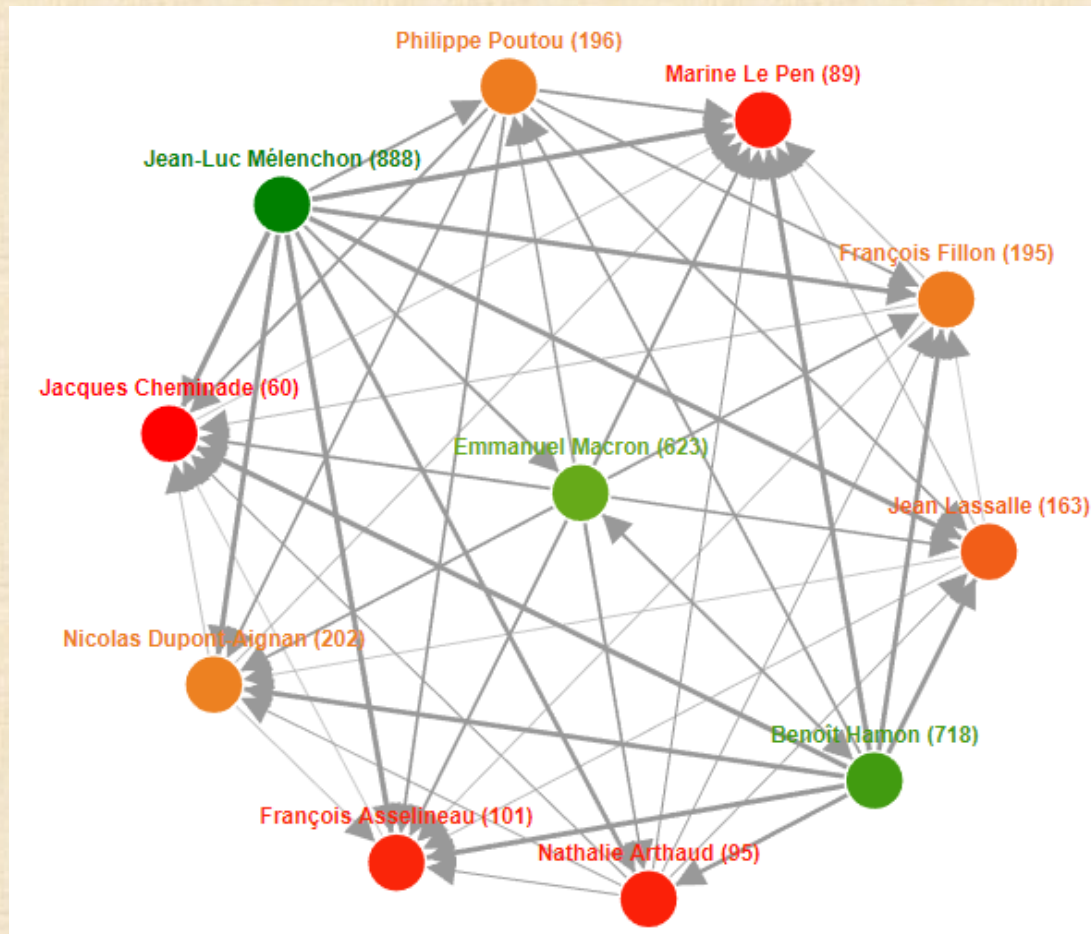 Philippe Poutou (196)
Marine Le Pen (89)
Jean-Luc Mélenchon (888)
François Fillon (195)
Jacques Cheminade (60)
Emmanuel Macron (623)
Jean Lassalle (163)
Nicolas Dupont-Aignan (202)
Benoît Hamon (718)
François Asselineau (101)
Nathalie Arthaud (95)